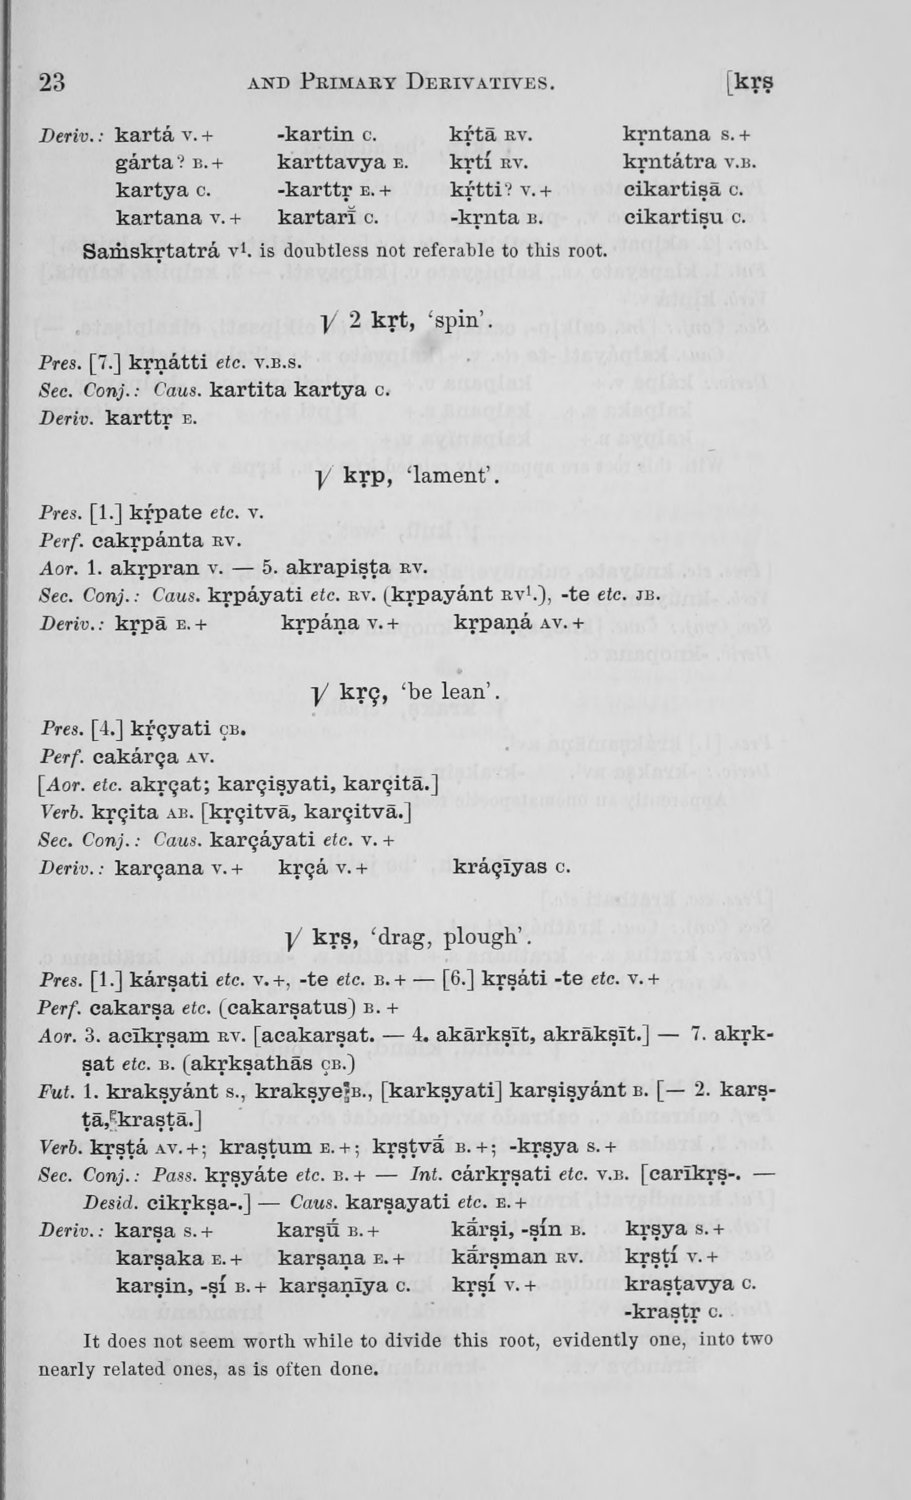 23 AND PRIMARY DERIVATIVES. [kṛṣ
Deriv.: kartá V.+ -kartin C. kṛ́tā RV. kṛntana S.+
gárta? B.+ karttavya E. kṛtí RV. kṛntátra V.B.
kartya C. -karttṛ E.+ kṛ́tti? V.+ cikartiṣā C.
kartana V.+ kartarī̆ C. -kṛnta B. cikartiṣu C.
Saṁskṛtatrá V¹. is doubtless not referable to this root.
√ 2 kṛt, ‘spin’.
Pres. [7.] kṛṇátti etc. V.B.S.
Sec. Conj.: Caus. kartita kartya C.
Deriv. karttṛ E.
√ kṛp, ‘lament’.
Pres. [1.] kṛ́pate etc. V.
Perf. cakṛpánta RV.
Aor. 1. akṛpran V. — 5. akrapiṣṭa RV.
Sec. Conj.: Caus. kṛpáyati etc. RV. (kṛpayánt RV¹.), -te etc. JB.
Deriv.: kṛpā E.+ kṛpáṇa V.+ kṛpaṇá AV.+
√ kṛç, ‘be lean’.
Pres. [4.] kṛ́çyati ÇB.
Perf. cakárça AV.
[Aor. etc. akṛçat; karçiṣyati, karçitā.]
Verb. kṛçita AB. [kṛçitvā, karçitvā.]
Sec. Conj.: Caus. karçáyati etc. V.+
Deriv.: karçana V.+ kṛçá V.+ kráçīyas C.
√ kṛṣ, ‘drag, plough’.
Pres. [1.] kárṣati etc. V.+, -te etc. B.+ — [6.] kṛṣáti -te etc. V.+
Perf. cakarṣa etc. (cakarṣatus) B.+
Aor. 3. acīkṛṣam RV. [acakarṣat. — 4. akārkṣīt, akrākṣīt.] — 7. akṛk-
ṣat etc. B. (akṛkṣathās ÇB.)
Fut. 1. krakṣyánt S., krakṣye B., [karkṣyati] karṣiṣyánt B. [— 2. karṣ-
ṭā, kraṣṭā.]
Verb. kṛṣṭá AV.+; kraṣṭum E.+; kṛṣṭvā́ B.+; -kṛṣya S.+
Sec. Conj.: Pass. kṛṣyáte etc. B.+ — Int. cárkṛṣati etc. V.B. [carīkṛṣ-. —
Desid. cikṛkṣa-.] — Caus. karṣayati etc. E.+
Deriv.: karṣa S.+ karṣū́ B.+ kā́rṣi, -ṣín B. kṛṣya S.+
karṣaka E.+ karṣaṇa E.+ kā́rṣman RV. kṛṣṭí V.+
karṣin, -ṣí B.+ karṣaṇīya C. kṛṣí V.+ kraṣṭavya C.
-kraṣṭṛ C.
It does not seem worth while to divide this root, evidently one, into two
nearly related ones, as is often done.